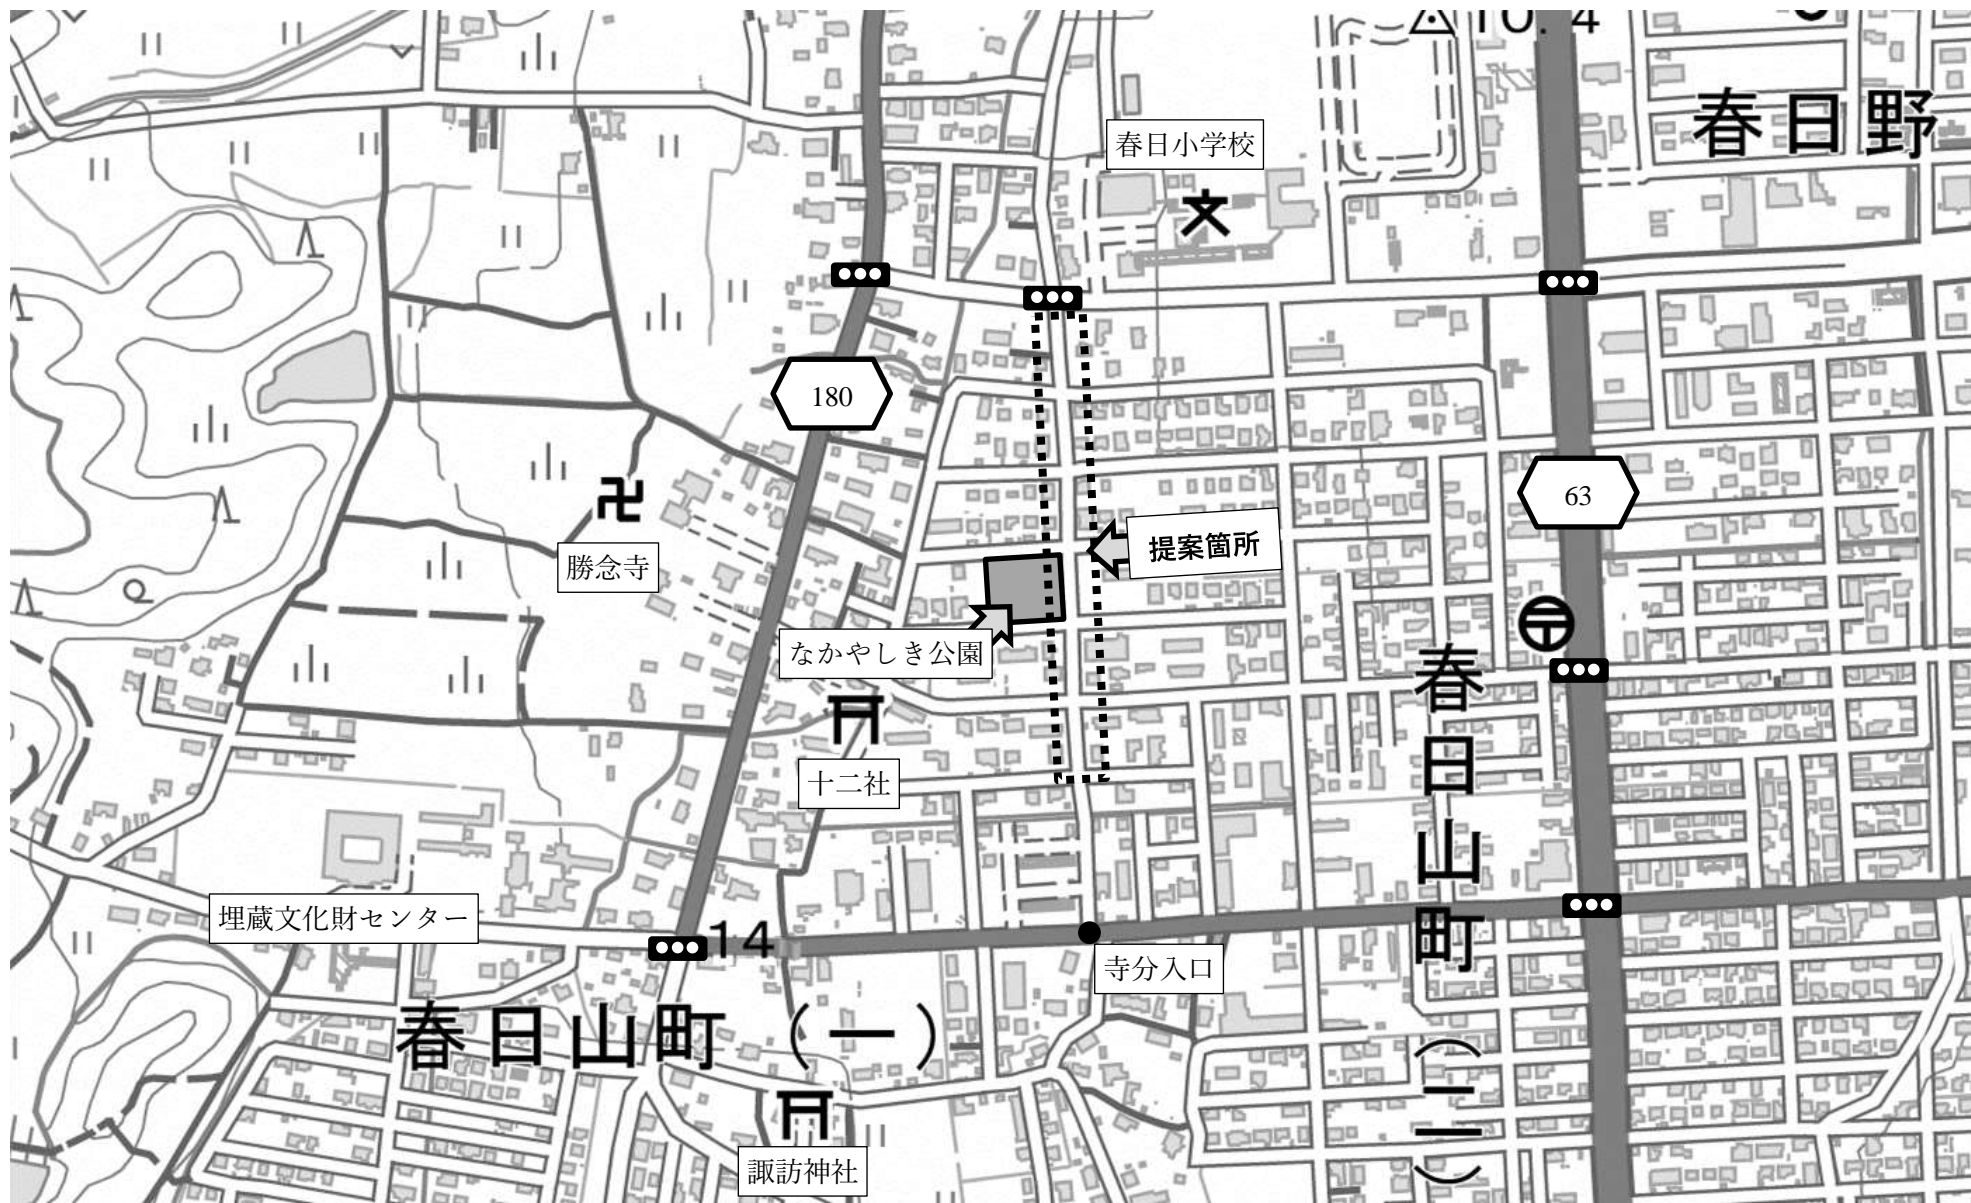 10.4
春日野
春日小学校
180
63
提案箇所
勝念寺
なかやしき公園
春日山町(二)
十二社
埋蔵文化財センター
14
寺分入口
春日山町(一)
諏訪神社